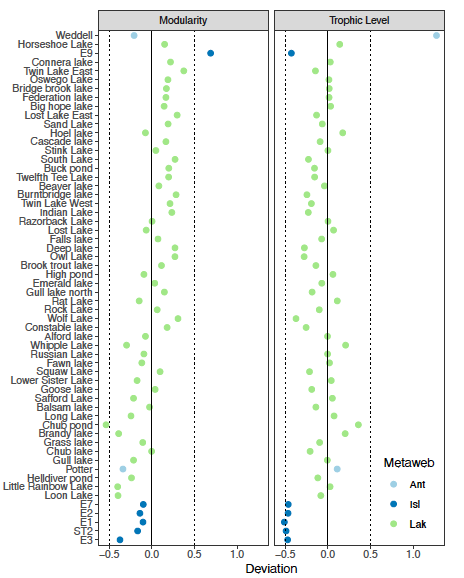 Modularity
Trophic Level
Weddell
Horseshoe Lake
E9
Connera lake
Twin Lake East
Oswego Lake
Bridge brook lake
Federation lake
Big hope lake
Lost Lake East
Sand Lake
Hoel lake
Cascade lake
Stink Lake
South Lake
Buck pond
Twelfth Tee Lake
Beaver lake
Burntbridge lake
Twin Lake West
Indian Lake
Razorback Lake
Lost Lake
Falls lake
Deep lake
Owl Lake
Brook trout lake
High pond
Emerald lake
Gull lake north
Rat Lake
Rock Lake
Wolf Lake
Constable lake
Alford lake
Whipple Lake
Russian Lake
Fawn lake
Squaw Lake
Lower Sister Lake
Goose lake
Safford Lake
Balsam lake
Long Lake
Chub pond
Brandy lake
Grass lake
Chub lake
Gull lake
Potter
Helldiver pond
Little Rainbow Lake
Loon Lake
E7
E2
E1
ST2
E3
−0.5 0.0 0.5 1.0
−0.5 0.0 0.5 1.0
Deviation
Metaweb
Ant
Isl
Lak